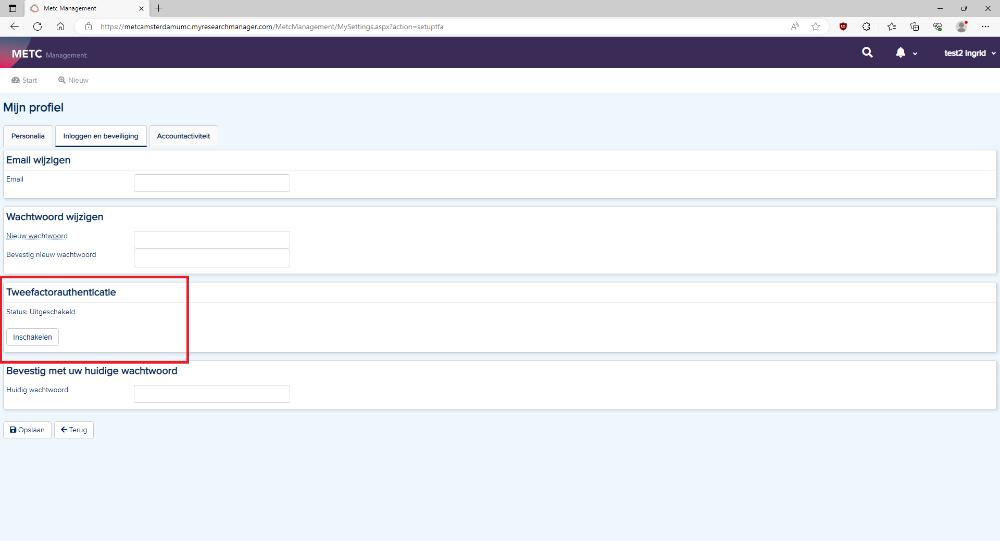 Metc Management
https://metcamsterdamumc.myresearchmanager.com/MetcManagement/MySettings.aspx?action=setuptfa
METC Management
test2 ingrid
Start
Nieuw
Mijn profiel
Personalia
Inloggen en beveiliging
Accountactiviteit
Email wijzigen
Email
Wachtwoord wijzigen
Nieuw wachtwoord
Bevestig nieuw wachtwoord
Tweefactorauthenticatie
Status: Uitgeschakeld
Inschakelen
Bevestig met uw huidige wachtwoord
Huidig wachtwoord
Opslaan
Terug